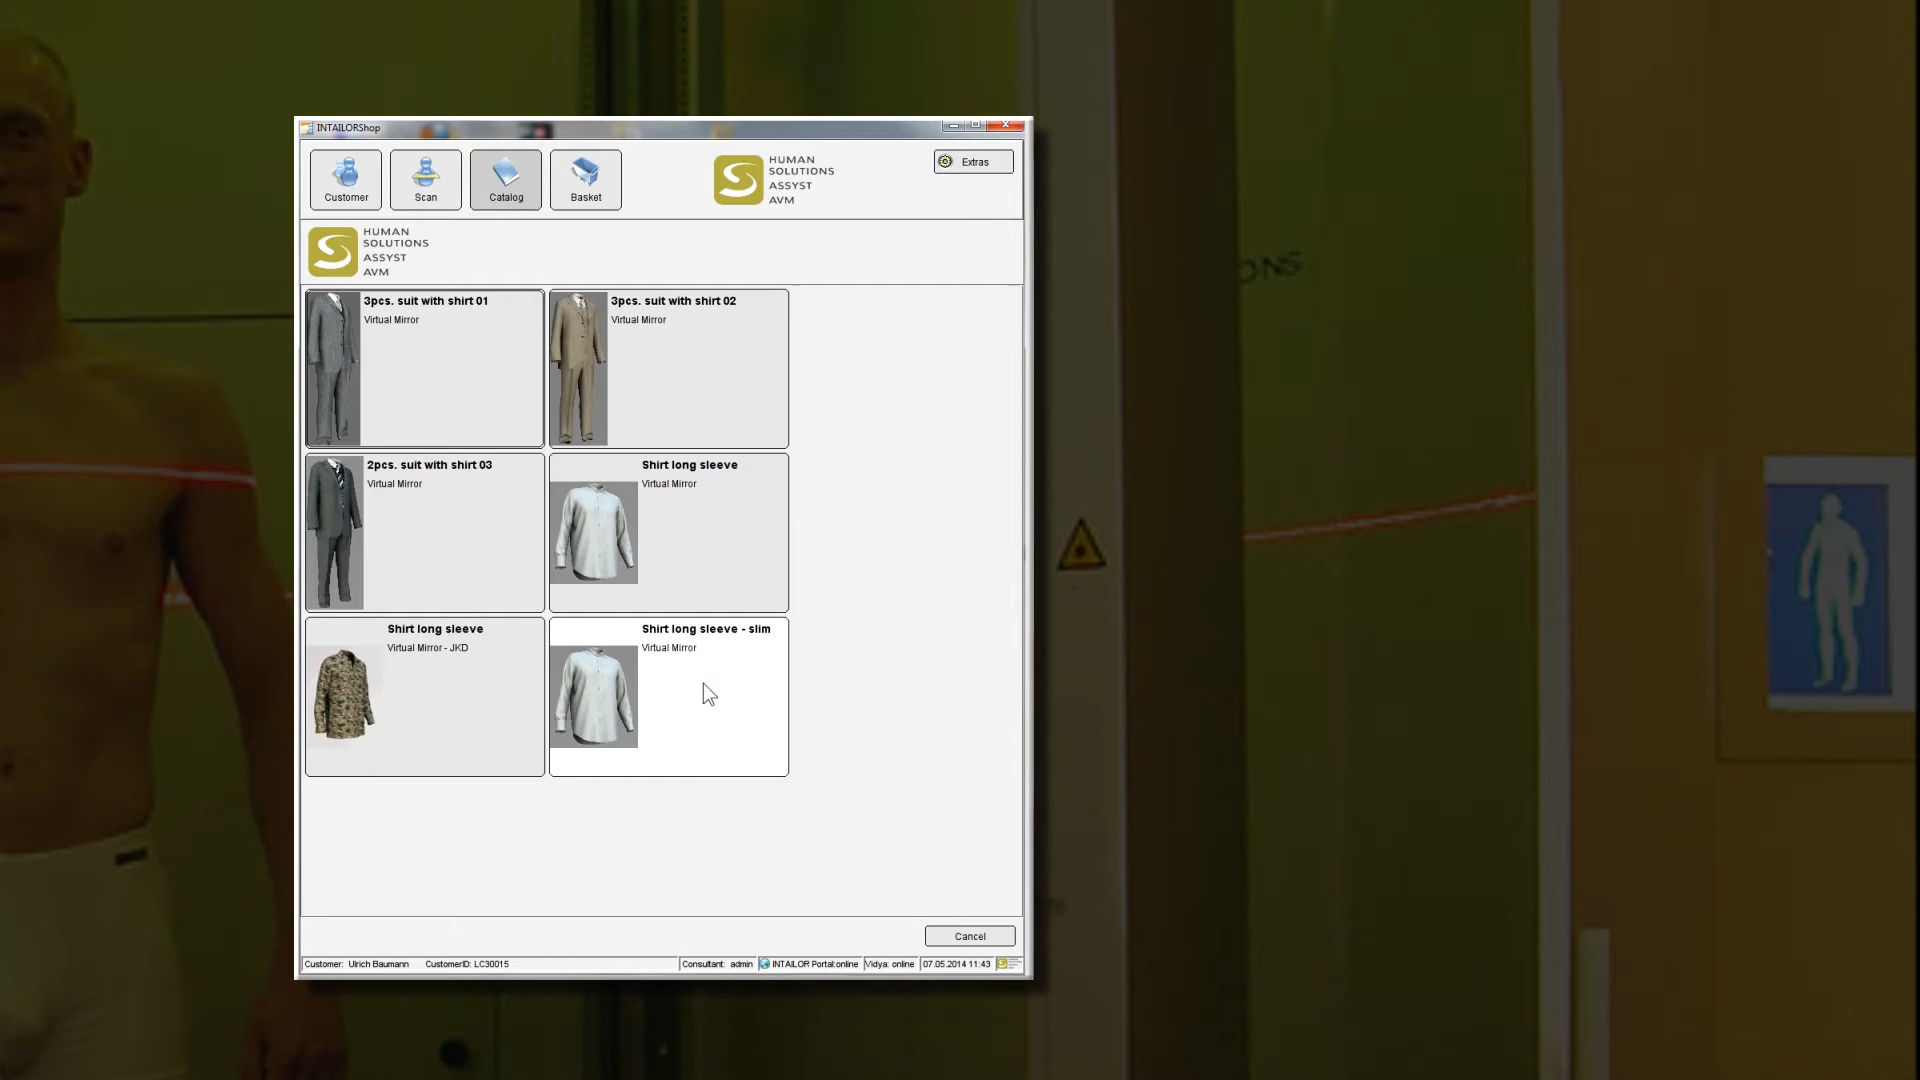 INTAILORShop
Customer
Scan
Catalog
Basket
HUMAN
SOLUTIONS
ASSYST
AVM
Extras
HUMAN
SOLUTIONS
ASSYST
AVM
3pcs. suit with shirt 01
Virtual Mirror
3pcs. suit with shirt 02
Virtual Mirror
2pcs. suit with shirt 03
Virtual Mirror
Shirt long sleeve
Virtual Mirror
Shirt long sleeve
Virtual Mirror - JKD
Shirt long sleeve - slim
Virtual Mirror
ONS
Cancel
Customer: Ulrich Baumann CustomerID: LC30015
Consultant: admin
INTAILOR Portal:online
Vidya: online
07.05.2014 11:43